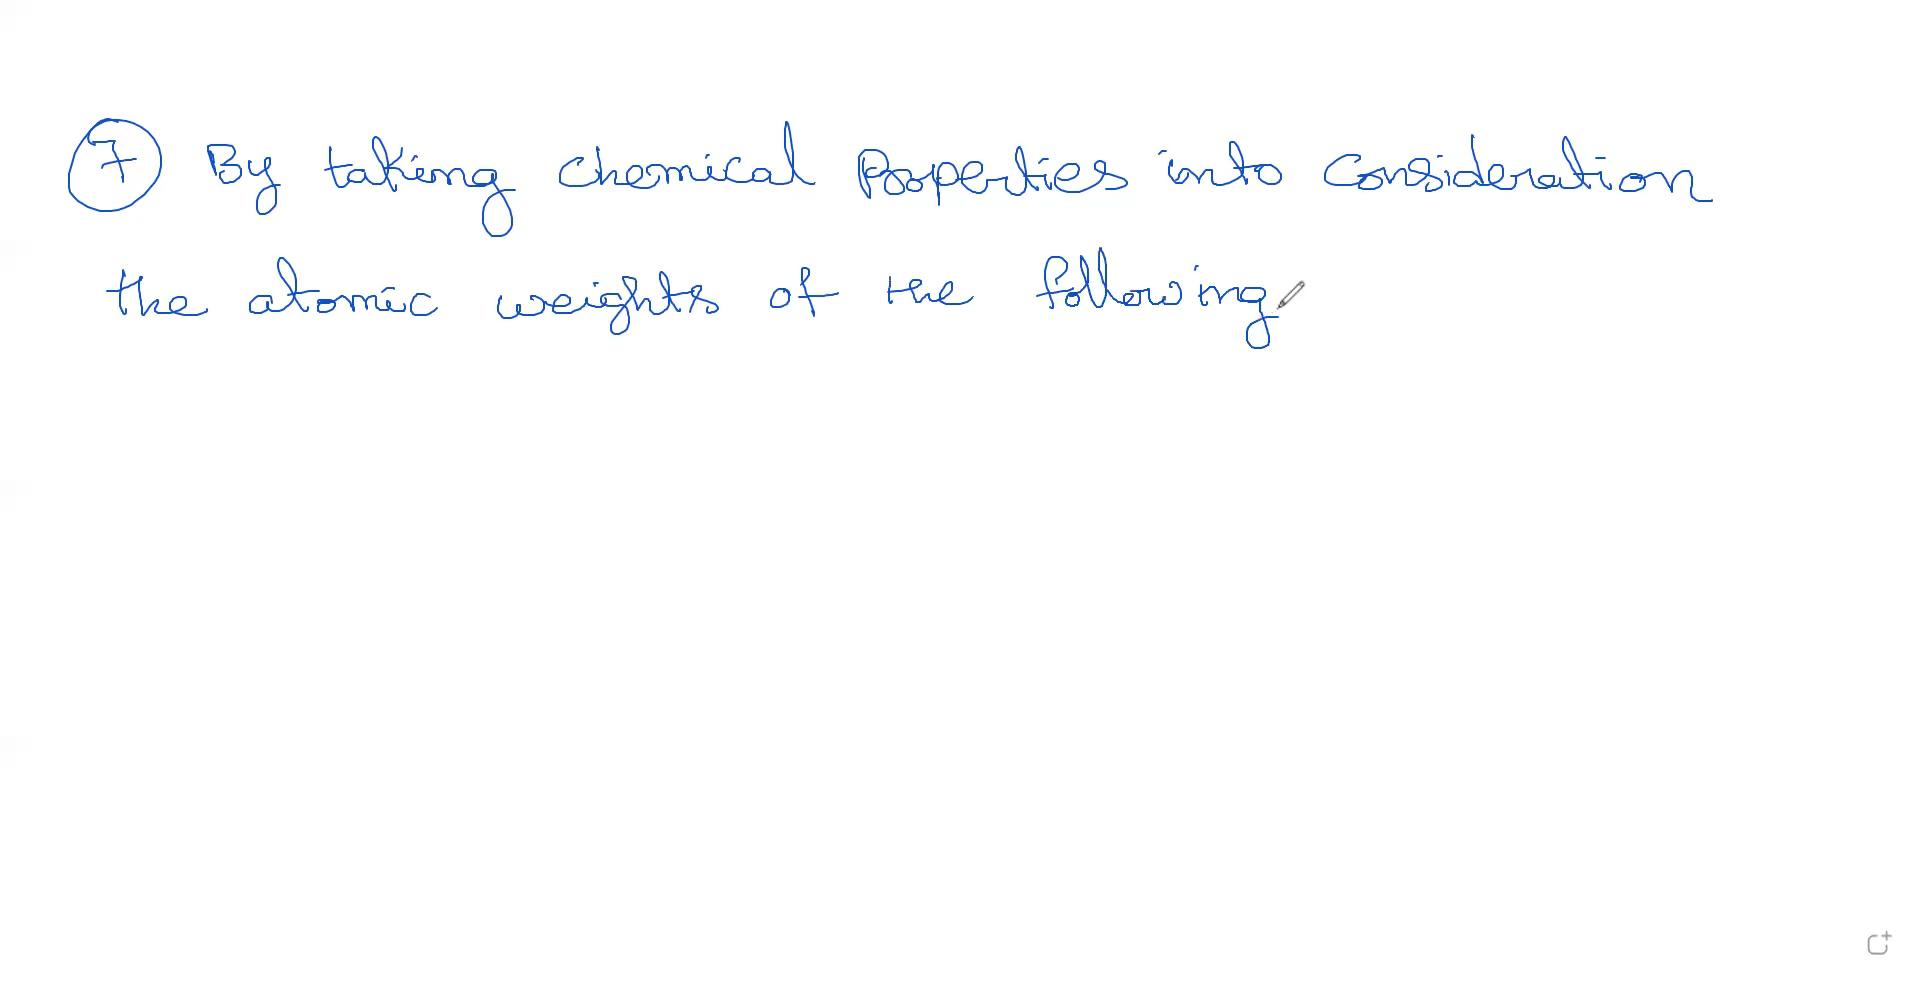 7 By taking chemical Properties into Consideration
the atomic weights of the following